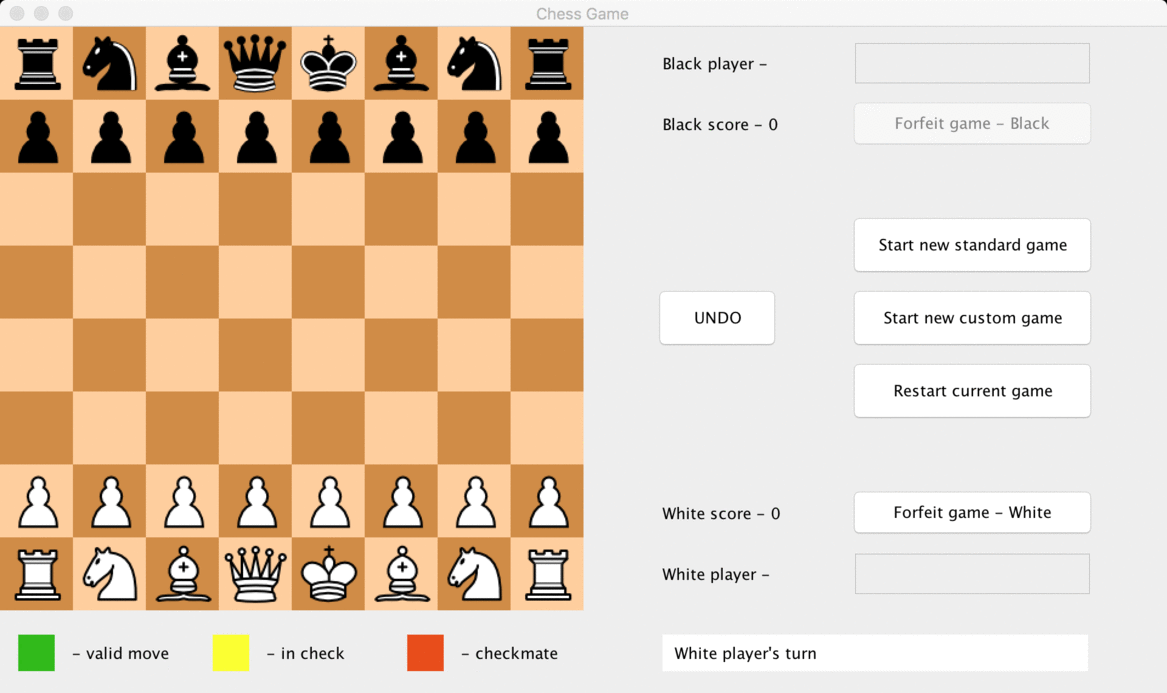 Chess Game
Black player –
Black score – 0
Forfeit game – Black
Start new standard game
UNDO
Start new custom game
Restart current game
White score – 0
Forfeit game – White
White player –
– valid move
– in check
– checkmate
White player's turn